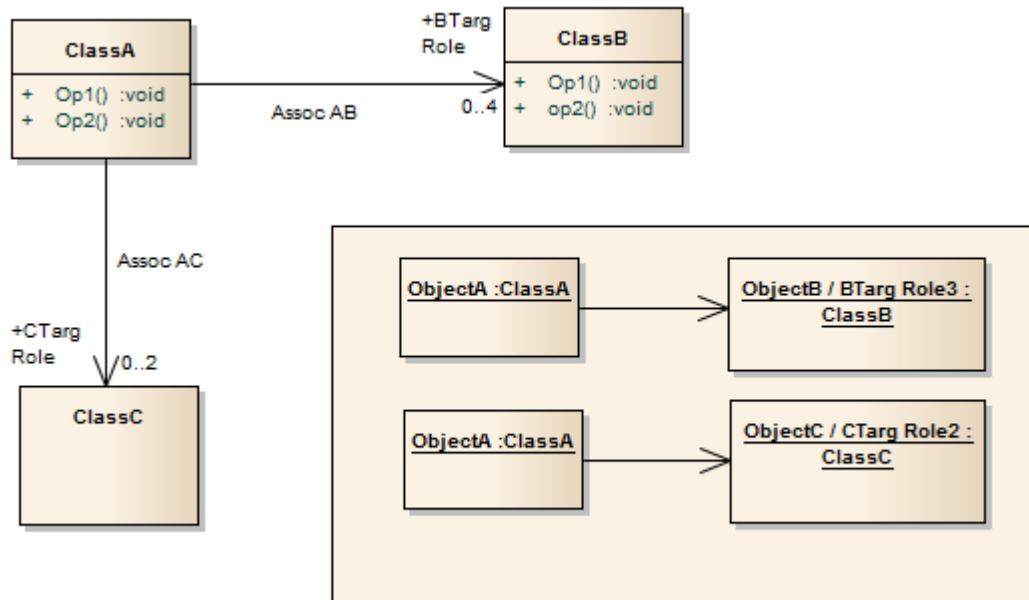 ClassA
+ Op1() :void
+ Op2() :void
+BTarg
Role
ClassB
+ Op1() :void
+ op2() :void
0..4
Assoc AB
Assoc AC
+CTarg
Role
0..2
ClassC
ObjectA :ClassA
ObjectB / BTarg Role3 :
ClassB
ObjectA :ClassA
ObjectC / CTarg Role2 :
ClassC